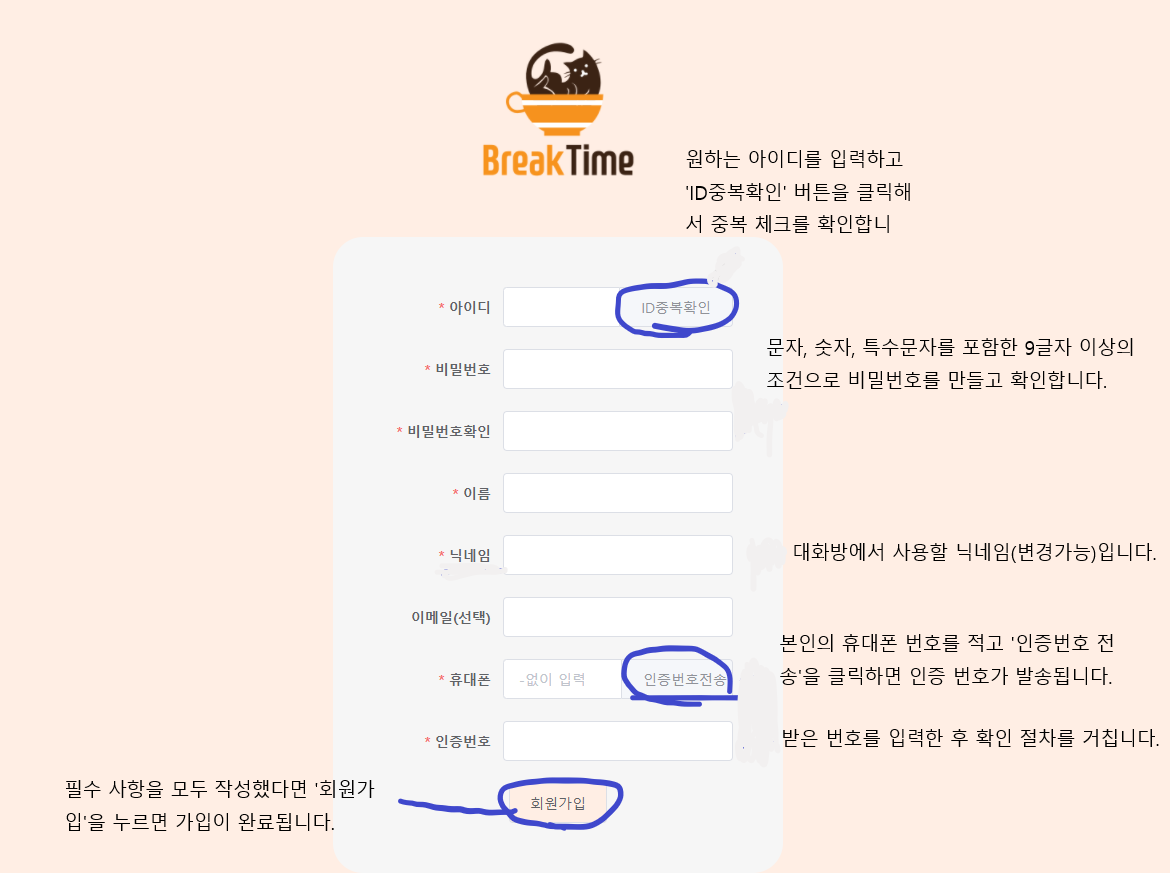 BreakTime
원하는 아이디를 입력하고
'ID중복확인' 버튼을 클릭해
서 중복 체크를 확인합니
* 아이디
ID중복확인
문자, 숫자, 특수문자를 포함한 9글자 이상의
조건으로 비밀번호를 만들고 확인합니다.
* 비밀번호
* 비밀번호확인
* 이름
* 닉네임
대화방에서 사용할 닉네임(변경가능)입니다.
이메일(선택)
본인의 휴대폰 번호를 적고 '인증번호 전
송'을 클릭하면 인증 번호가 발송됩니다.
* 휴대폰
-없이 입력
인증번호전송
* 인증번호
받은 번호를 입력한 후 확인 절차를 거칩니다.
필수 사항을 모두 작성했다면 '회원가
입'을 누르면 가입이 완료됩니다.
회원가입